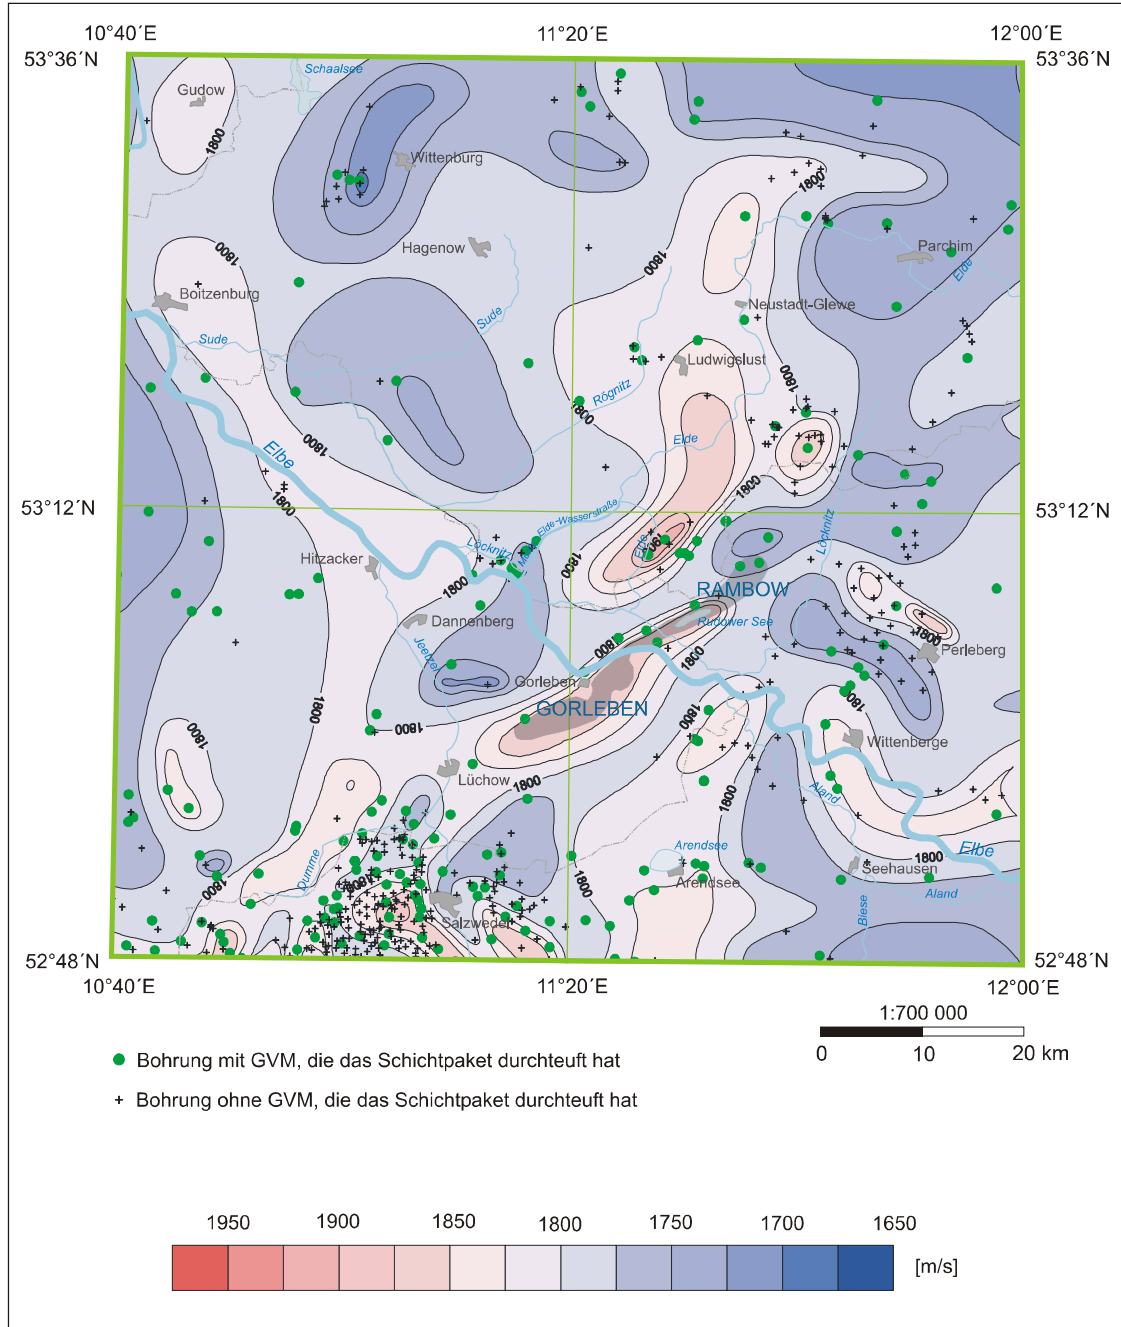 10°40´E
11°20´E
12°00´E
53°36´N
53°36´N
Schaalsee
Gudow
1800
Wittenburg
1800
Hagenow
1800
1800
Parchim
Elde
Boitzenburg
Sude
Sude
Neustadt-Glewe
Ludwigslust
1800
Rögnitz
1800
Elde
1800
Elbe
1800
1800
53°12´N
53°12´N
Elde-Wasserstraße
Löcknitz
Elde
Löcknitz
Hitzacker
1800
1800
RAMBOW
Rudower See
Dannenberg
1800
1800
1800
Perleberg
Jeetzel
Gorleben
GORLEBEN
1800
1800
1800
1800
1800
Wittenberge
Lüchow
1800
1800
Aland
Elbe
Arendsee
Arendsee
1800
Seehausen
Aland
Dumme
1800
1800
1800
Biese
Salzwedel
52°48´N
52°48´N
10°40´E
11°20´E
12°00´E
1:700 000
0 10 20 km
Bohrung mit GVM, die das Schichtpaket durchteuft hat
Bohrung ohne GVM, die das Schichtpaket durchteuft hat
1950 1900 1850 1800 1750 1700 1650
[m/s]